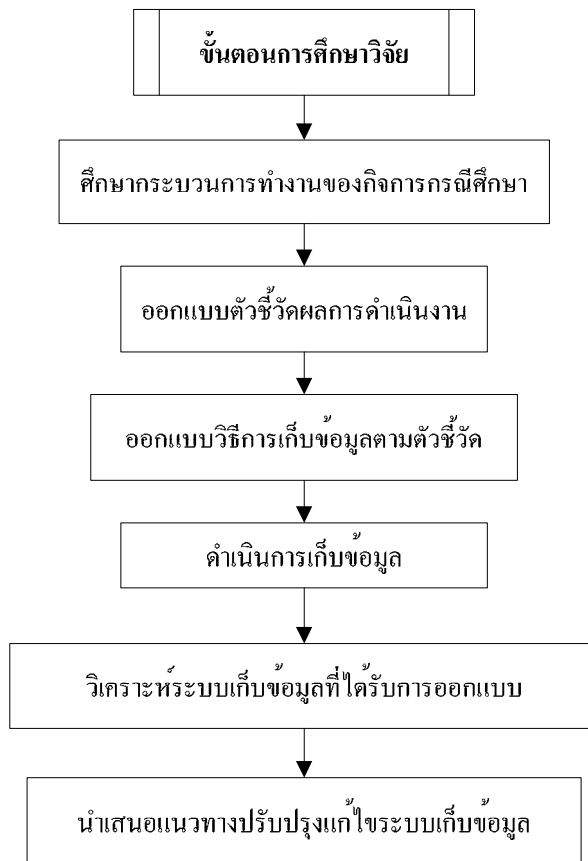 ขั้นตอนการศึกษาวิจัย
ศึกษากระบวนการทำงานของกิจการกรณีศึกษา
ออกแบบตัวชี้วัดผลการดำเนินงาน
ออกแบบวิธีการเก็บข้อมูลตามตัวชี้วัด
ดำเนินการเก็บข้อมูล
วิเคราะห์ระบบเก็บข้อมูลที่ได้รับการออกแบบ
นำเสนอแนวทางปรับปรุงแก้ไขระบบเก็บข้อมูล